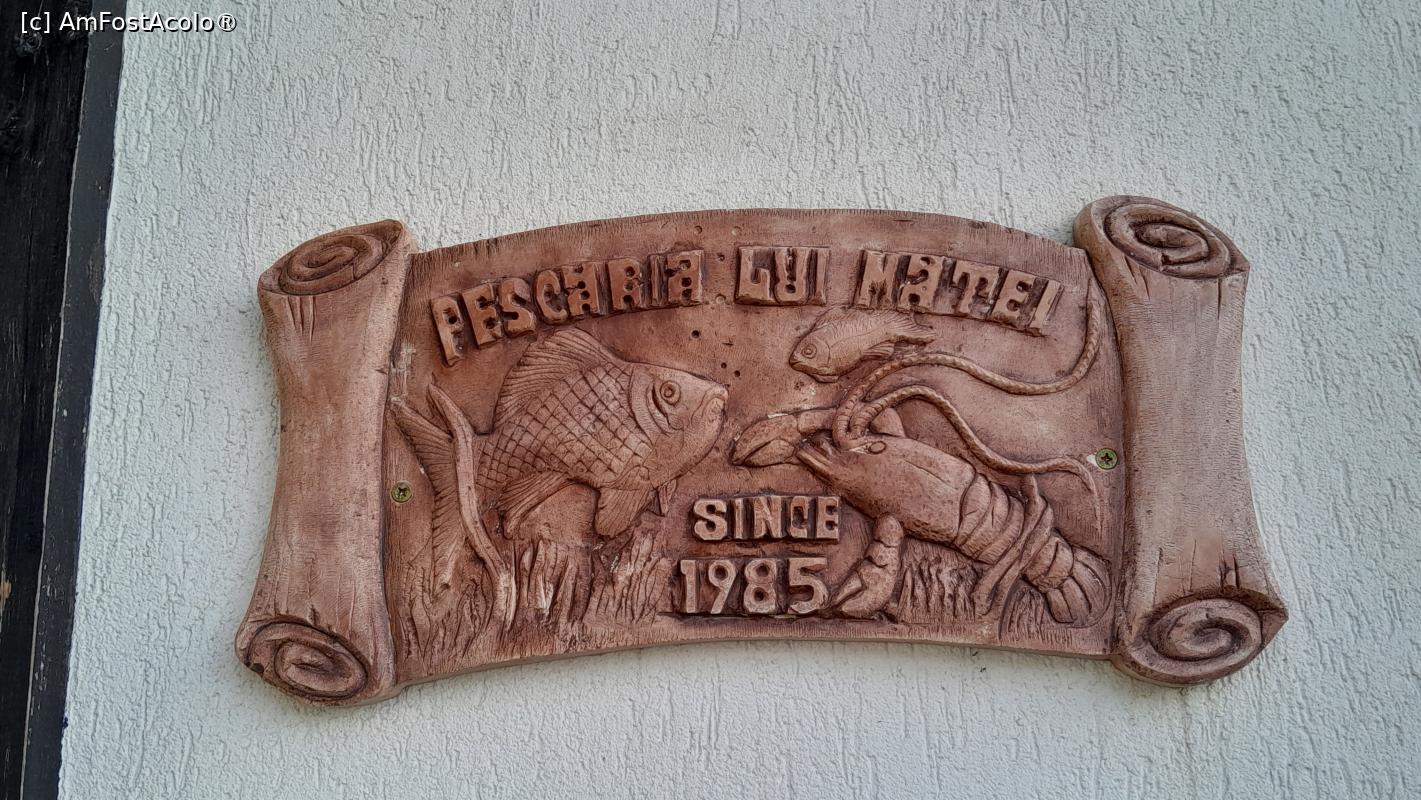 [c] AmFostAcolo®
PESCARIA LUI MATEI
SINCE
1985